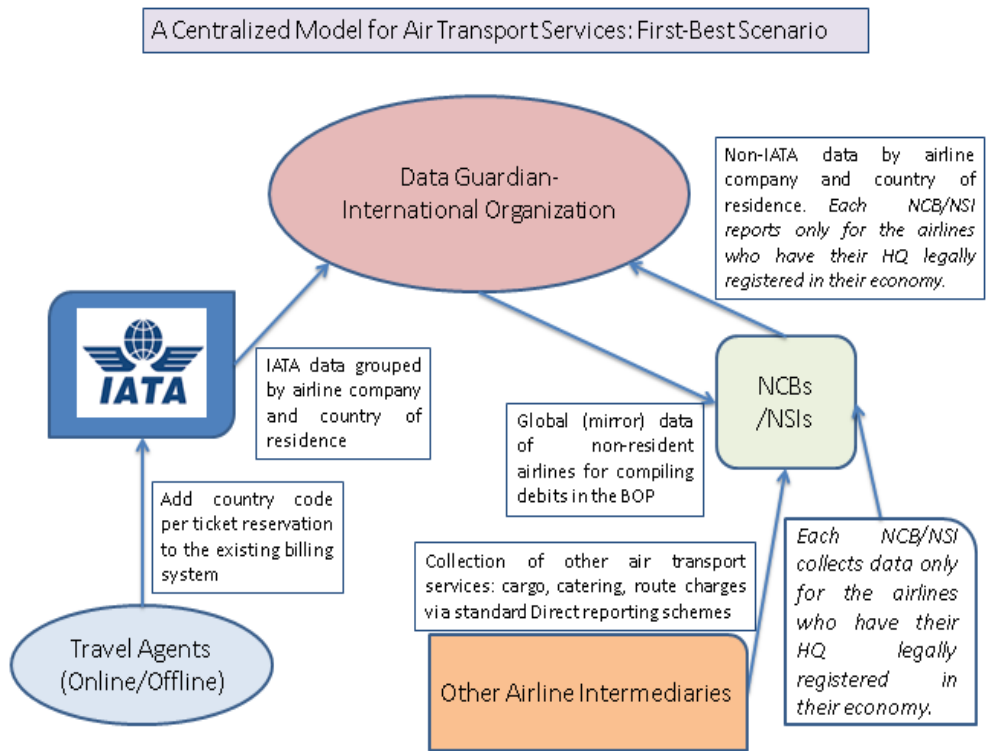 A Centralized Model for Air Transport Services: First-Best Scenario
Data Guardian-
International Organization
Non-IATA data by airline
company and country of
residence. Each NCB/NSI
reports only for the airlines
who have their HQ legally
registered in their economy.
IATA
IATA data grouped
by airline company
and country of
residence
NCBs
/NSIs
Global (mirror) data
of non-resident
airlines for compiling
debits in the BOP
Add country code
per ticket reservation
to the existing billing
system
Collection of other air transport
services: cargo, catering, route charges
via standard Direct reporting schemes
Each NCB/NSI
collects data only
for the airlines
who have their
HQ legally
registered in
their economy.
Travel Agents
(Online/Offline)
Other Airline Intermediaries